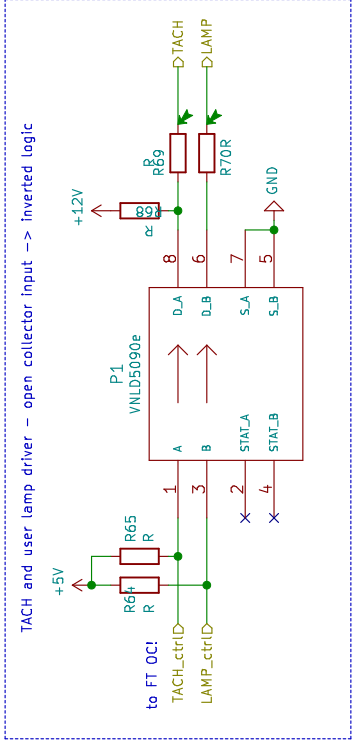 TACH and user lamp driver - open collector input -> inverted logic
TACH
LAMP
R69
R
R70
R
+12V
R68
R
GND
8
6
7
5
D_A
D_B
S_A
S_B
P1
VNLD5090e
A
B
STAT_A
STAT_B
1
3
2
4
R65
R
+5V
R64
R
to FT OC!
TACH_ctrl
LAMP_ctrl